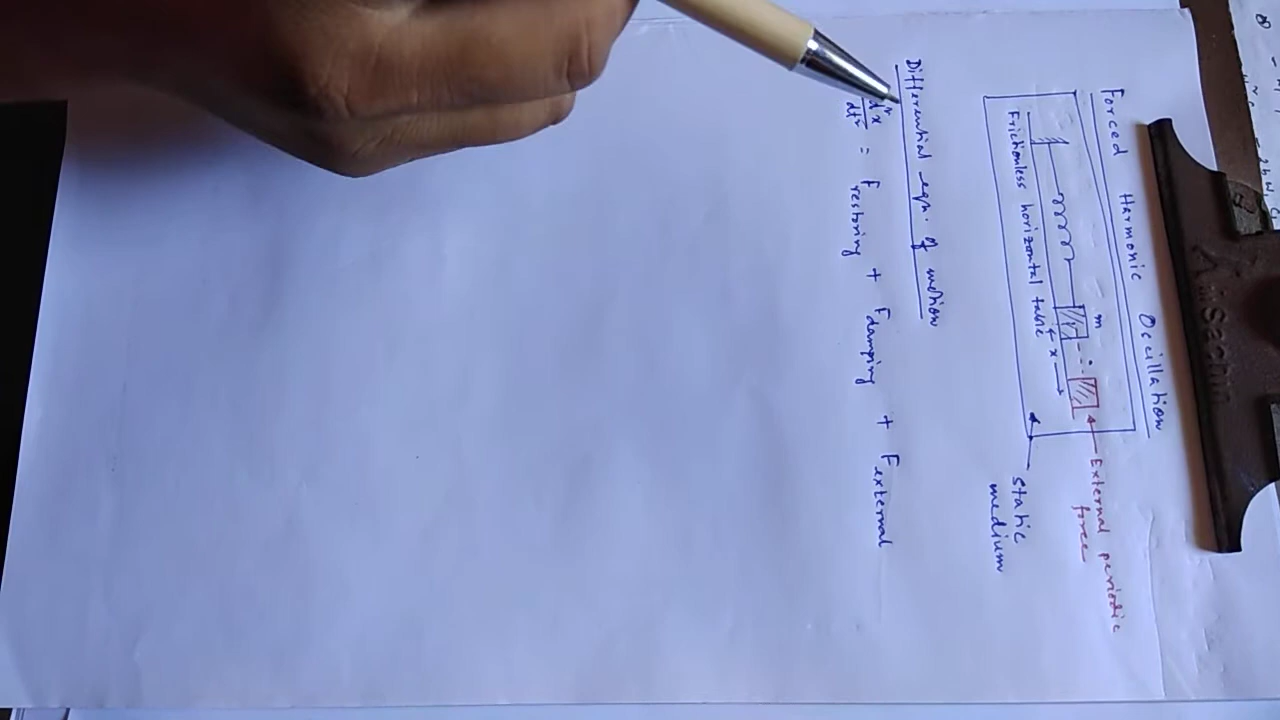 Forced Harmonic Oscillation
m
External periodic
force
x
Frictionless horizontal table
static
medium
Differential eqn. of motion
d²x/dt² = F restoring + F damping + F external